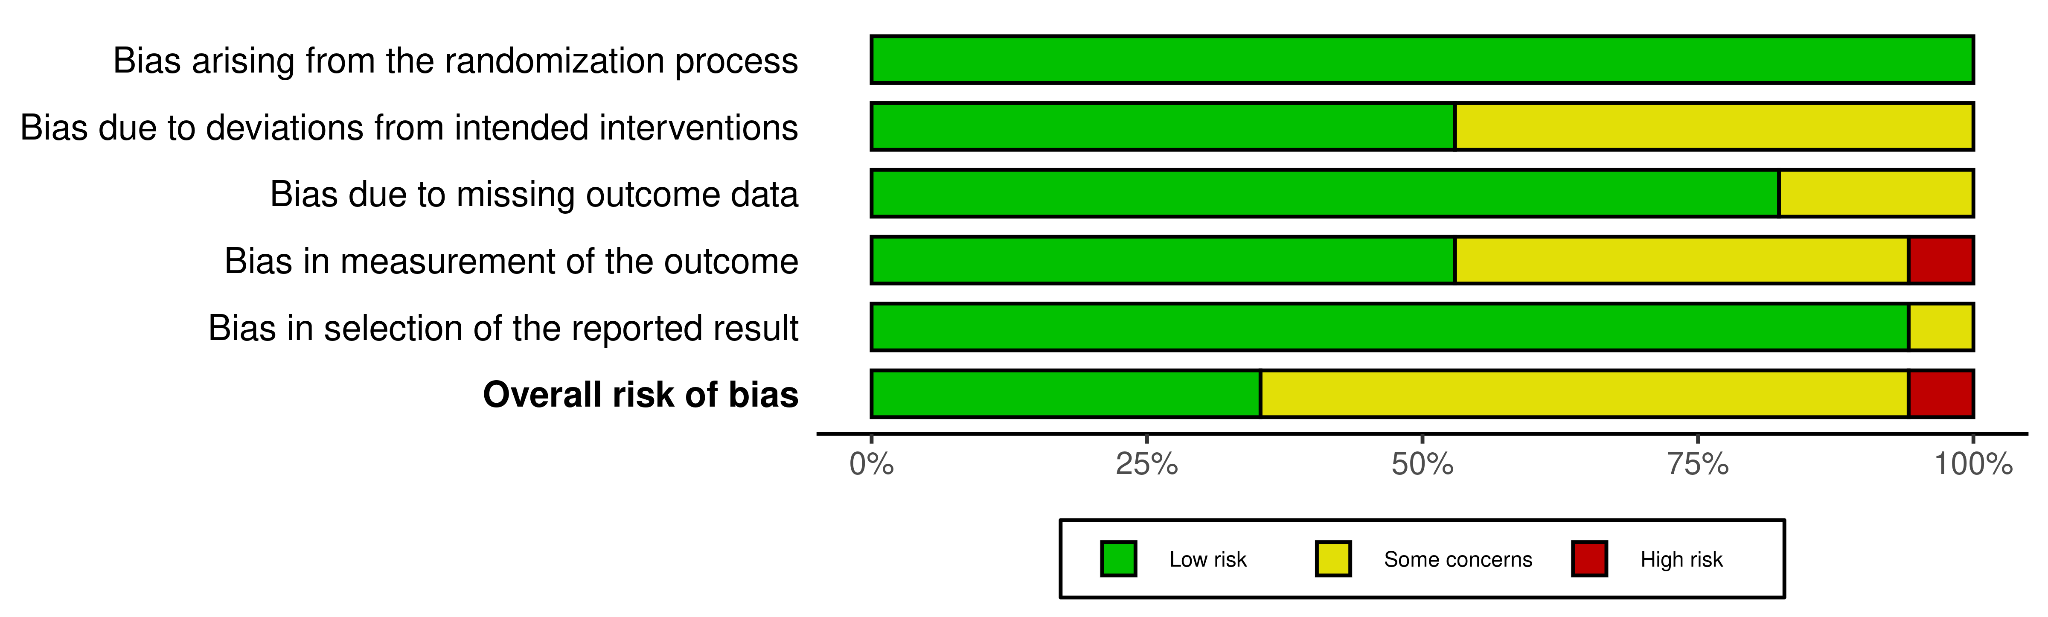 Bias arising from the randomization process
Bias due to deviations from intended interventions
Bias due to missing outcome data
Bias in measurement of the outcome
Bias in selection of the reported result
Overall risk of bias
0% 25% 50% 75% 100%
Low risk Some concerns High risk